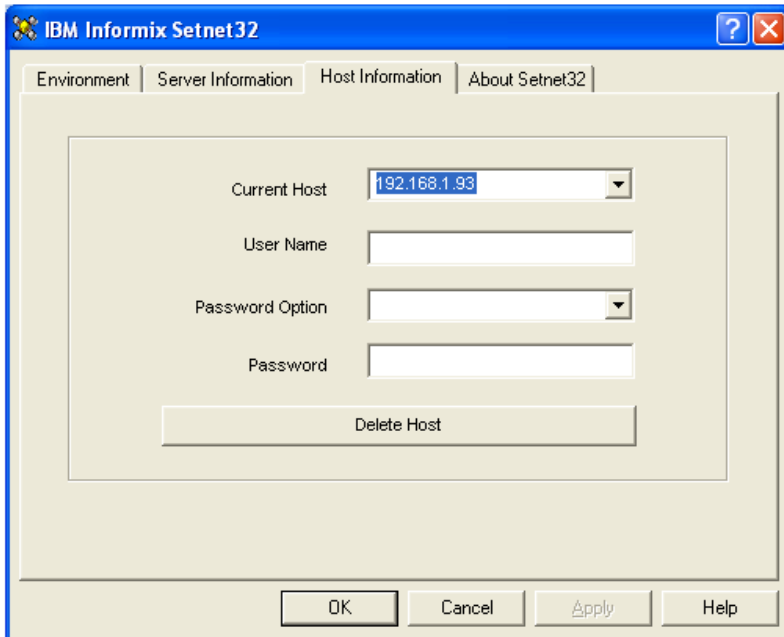 IBM Informix Setnet32
Environment Server Information Host Information About Setnet32
Current Host 192.168.1.93
User Name
Password Option
Password
Delete Host
OK Cancel Apply Help